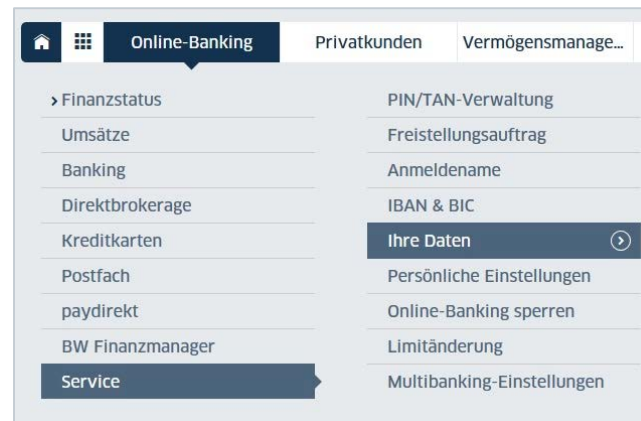 Online-Banking
Privatkunden
Vermögensmanage...
Finanzstatus
Umsätze
Banking
Direktbrokerage
Kreditkarten
Postfach
paydirekt
BW Finanzmanager
Service
PIN/TAN-Verwaltung
Freistellungsauftrag
Anmeldename
IBAN & BIC
Ihre Daten
Persönliche Einstellungen
Online-Banking sperren
Limitänderung
Multibanking-Einstellungen